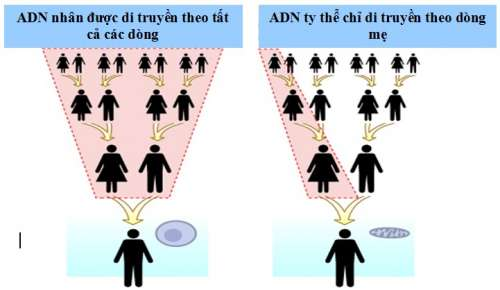 ADN nhân được di truyền theo tất
cả các dòng
ADN ty thể chỉ di truyền theo dòng
mẹ